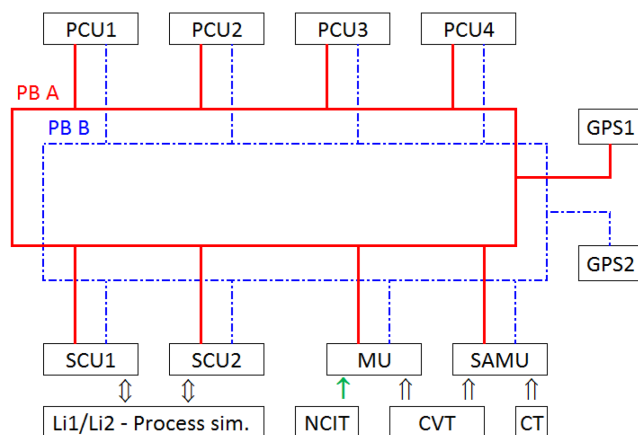 PCU1
PCU2
PCU3
PCU4
PB A
PB B
GPS1
GPS2
SCU1
SCU2
MU
SAMU
Li1/Li2 - Process sim.
NCIT
CVT
CT